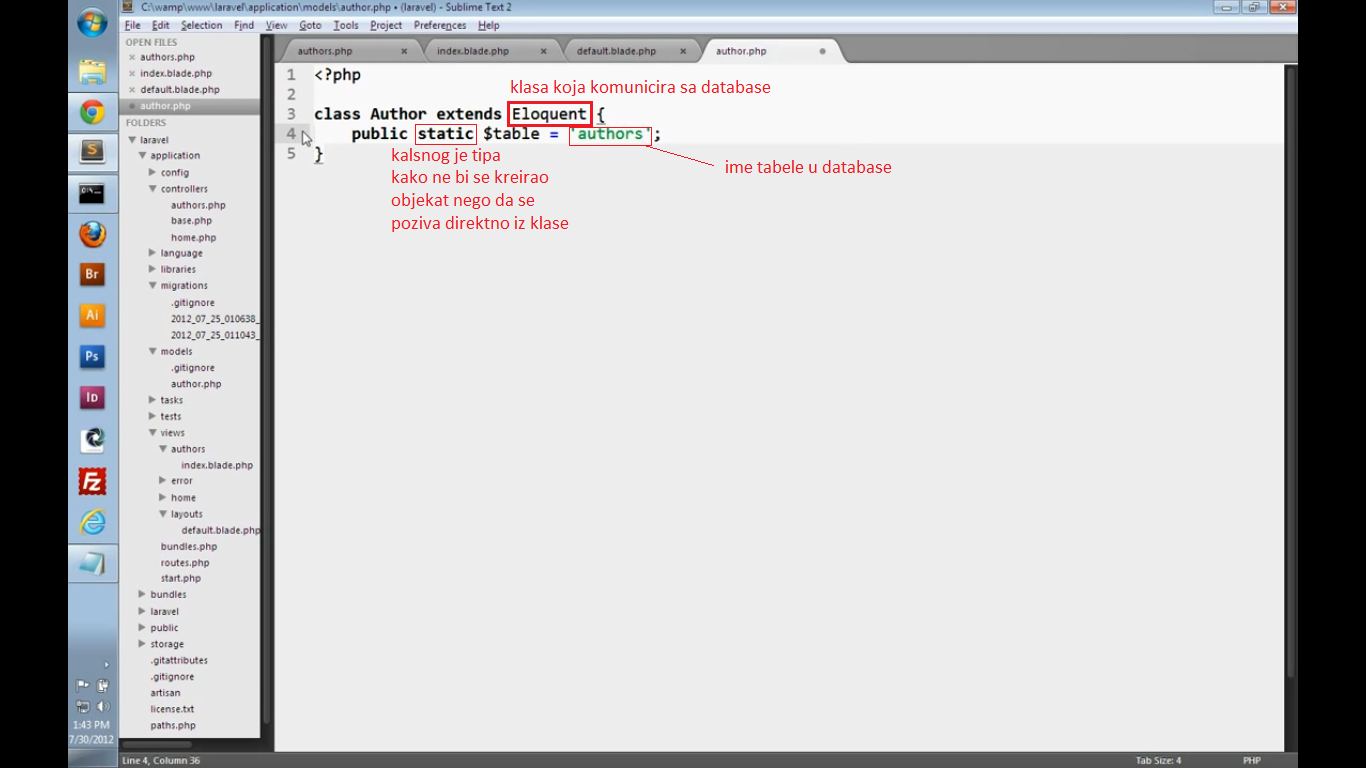 C:\wamp\www\laravel\application\models\author.php • (laravel) - Sublime Text 2
File Edit Selection Find View Goto Tools Project Preferences Help
OPEN FILES
authors.php
index.blade.php
default.blade.php
author.php
FOLDERS
laravel
application
config
controllers
authors.php
base.php
home.php
language
libraries
migrations
.gitignore
2012_07_25_010638_
2012_07_25_011043_
models
.gitignore
author.php
tasks
tests
views
authors
index.blade.php
error
home
layouts
default.blade.php
bundles.php
routes.php
start.php
bundles
laravel
public
storage
.gitattributes
.gitignore
artisan
license.txt
paths.php
authors.php index.blade.php default.blade.php author.php
1 <?php
2
klasa koja komunicira sa database
3 class Author extends Eloquent {
4 public static $table = 'authors';
5 }
kalsnog je tipa
kako ne bi se kreirao
objekat nego da se
poziva direktno iz klase
ime tabele u database
Br
Ai
Ps
Id
Fz
1:43 PM
7/30/2012
Line 4, Column 36
Tab Size: 4
PHP